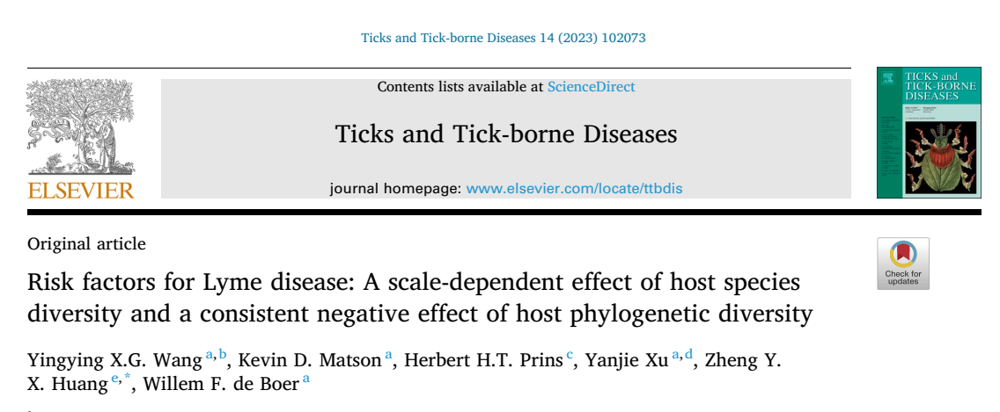 Ticks and Tick-borne Diseases 14 (2023) 102073
Contents lists available at ScienceDirect
Ticks and Tick-borne Diseases
journal homepage: www.elsevier.com/locate/ttbdis
ELSEVIER
TICKS and
TICK-BORNE
DISEASES
Original article
Check for
updates
Risk factors for Lyme disease: A scale-dependent effect of host species
diversity and a consistent negative effect of host phylogenetic diversity
Yingying X.G. Wang a,b, Kevin D. Matson a, Herbert H.T. Prins c, Yanjie Xu a,d, Zheng Y.
X. Huang e,*, Willem F. de Boer a